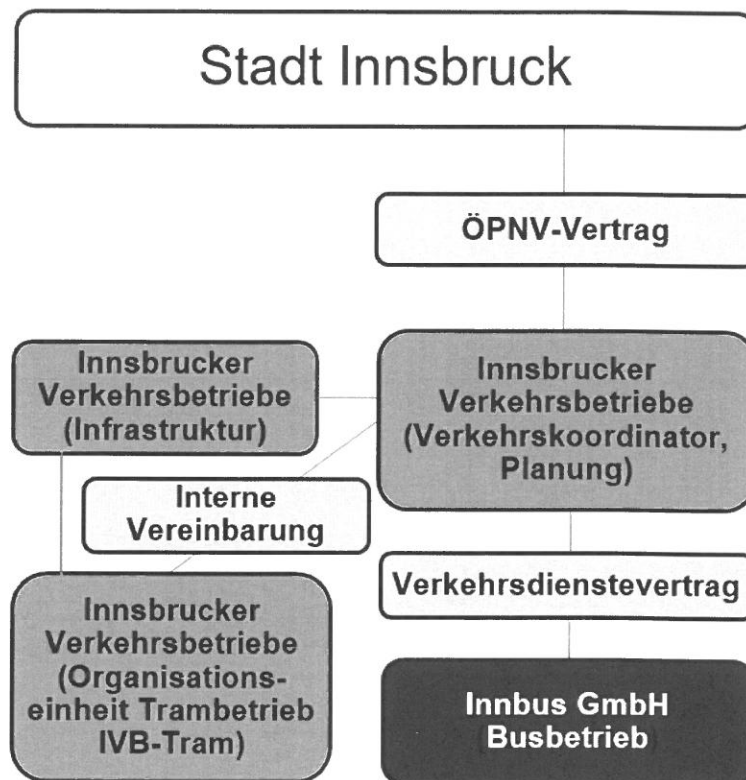 Stadt Innsbruck
ÖPNV-Vertrag
Innsbrucker
Verkehrsbetriebe
(Infrastruktur)
Innsbrucker
Verkehrsbetriebe
(Verkehrskoordinator,
Planung)
Interne
Vereinbarung
Verkehrsdienstevertrag
Innsbrucker
Verkehrsbetriebe
(Organisations-
einheit Trambetrieb
IVB-Tram)
Innbus GmbH
Busbetrieb